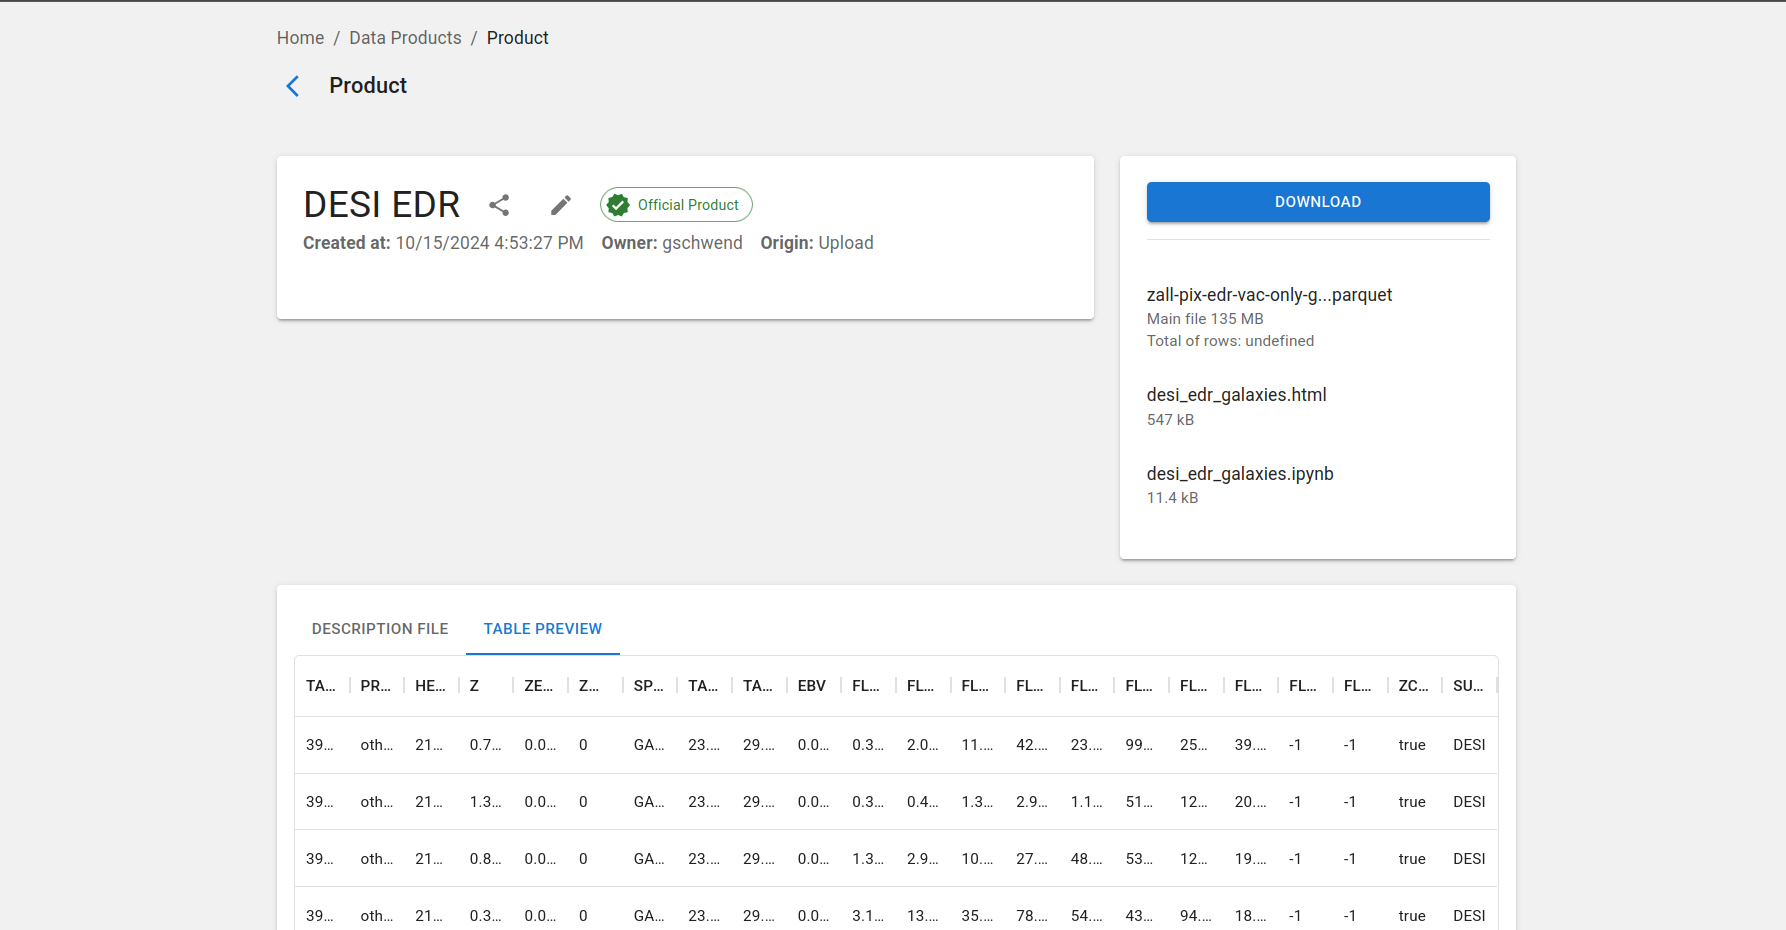 Home / Data Products / Product
Product
DESI EDR Official Product
Created at: 10/15/2024 4:53:27 PM Owner: gschwend Origin: Upload
DOWNLOAD
zall-pix-edr-vac-only-g...parquet
Main file 135 MB
Total of rows: undefined
desi_edr_galaxies.html
547 kB
desi_edr_galaxies.ipynb
11.4 kB
DESCRIPTION FILE TABLE PREVIEW
TA... PR... HE... Z ZE... Z... SP... TA... TA... EBV FL... FL... FL... FL... FL... FL... FL... FL... FL... FL... ZC... SU...
39... oth... 21... 0.7... 0.0... 0 GA... 23.... 29.... 0.0... 0.3... 2.0... 11.... 42.... 23.... 99... 25... 39.... -1 -1 true DESI
39... oth... 21... 1.3... 0.0... 0 GA... 23.... 29.... 0.0... 0.3... 0.4... 1.3... 2.9... 1.1... 51... 12... 20.... -1 -1 true DESI
39... oth... 21... 0.8... 0.0... 0 GA... 23.... 29.... 0.0... 1.3... 2.9... 10.... 27.... 48.... 53... 12... 19.... -1 -1 true DESI
39... oth... 21... 0.3... 0.0... 0 GA... 23.... 29.... 0.0... 3.1... 13.... 35.... 78.... 54.... 43... 94.... 18.... -1 -1 true DESI